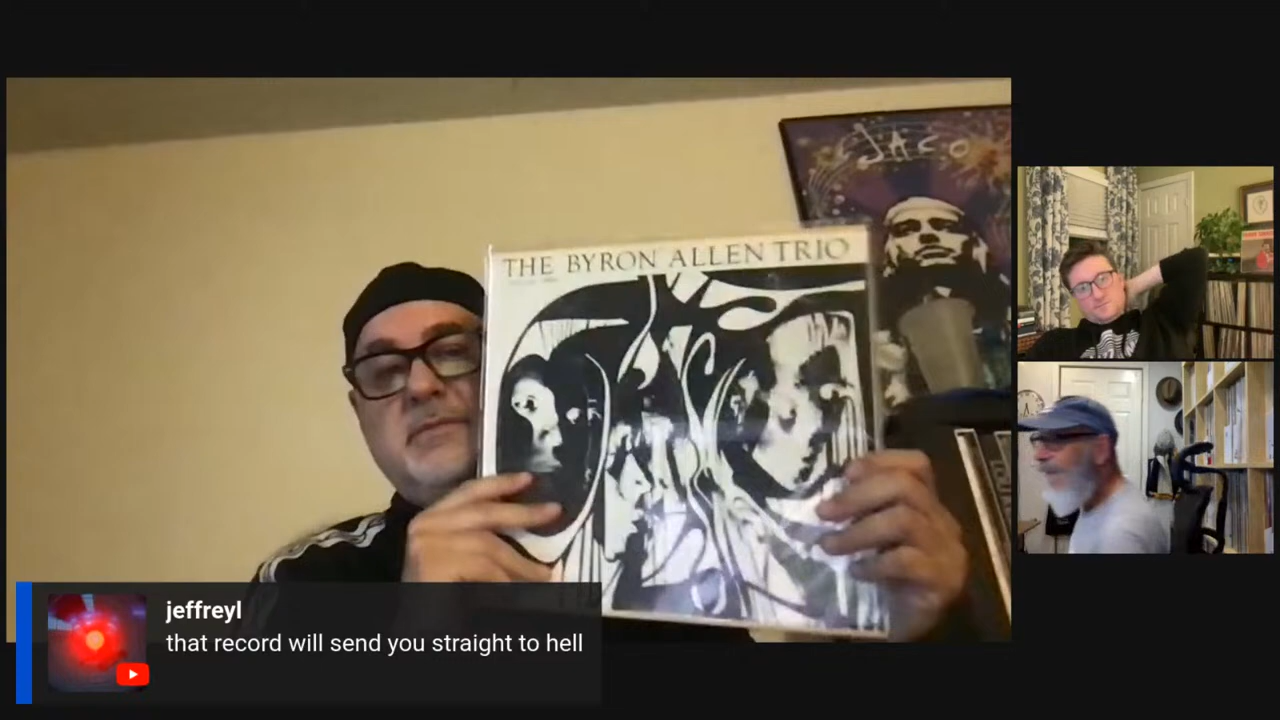 JACO
THE BYRON ALLEN TRIO
jeffreyl
that record will send you straight to hell